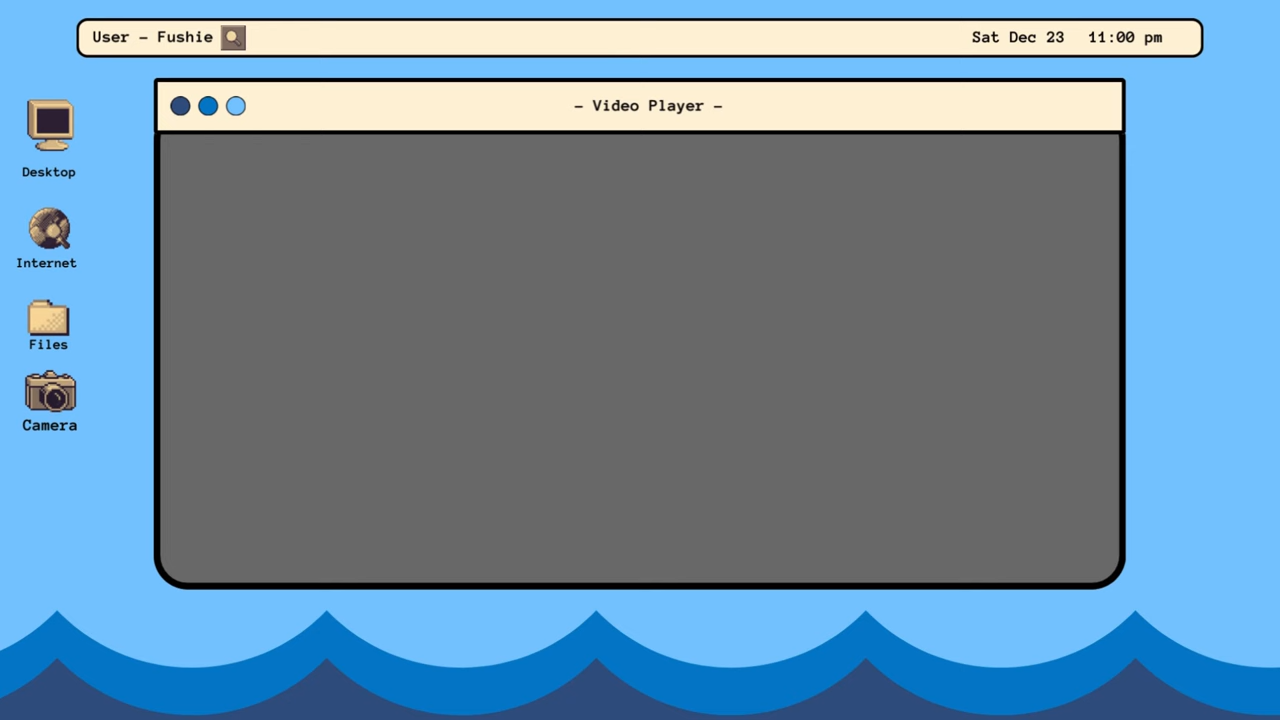 User - Fushie
Sat Dec 23 11:00 pm
- Video Player -
Desktop
Internet
Files
Camera